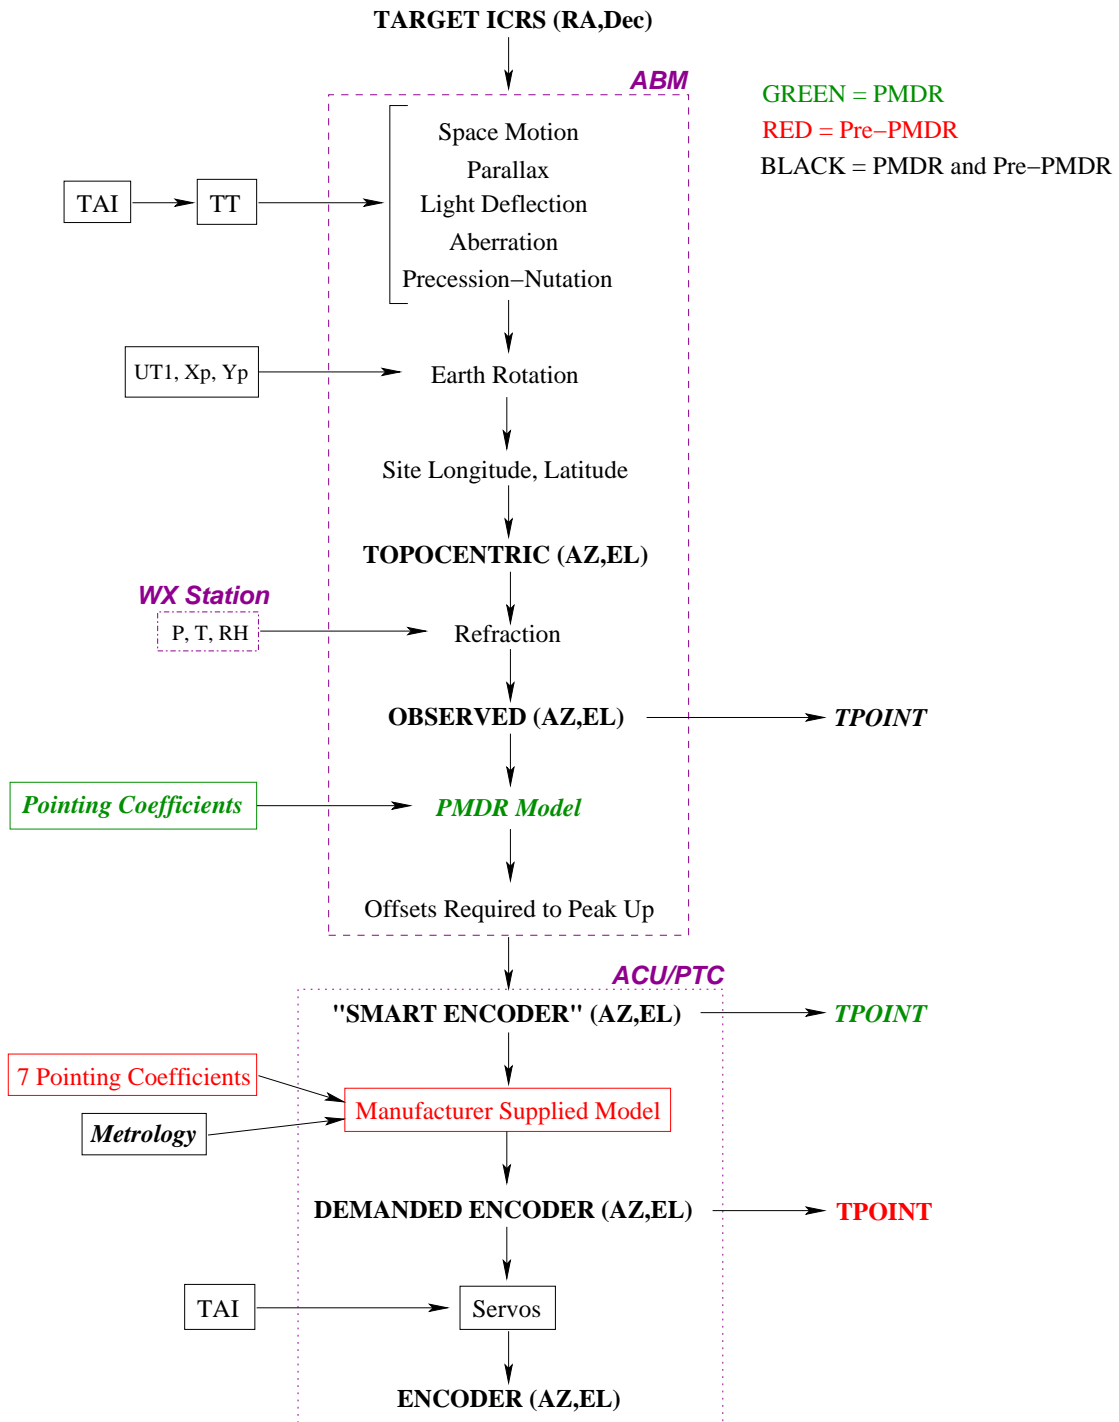 TARGET ICRS (RA,Dec)
ABM
GREEN = PMDR
RED = Pre−PMDR
BLACK = PMDR and Pre−PMDR
Space Motion
Parallax
Light Deflection
Aberration
Precession−Nutation
TAI
TT
UT1, Xp, Yp
Earth Rotation
Site Longitude, Latitude
TOPOCENTRIC (AZ,EL)
WX Station
P, T, RH
Refraction
OBSERVED (AZ,EL)
TPOINT
Pointing Coefficients
PMDR Model
Offsets Required to Peak Up
ACU/PTC
"SMART ENCODER" (AZ,EL)
TPOINT
7 Pointing Coefficients
Manufacturer Supplied Model
Metrology
DEMANDED ENCODER (AZ,EL)
TPOINT
TAI
Servos
ENCODER (AZ,EL)